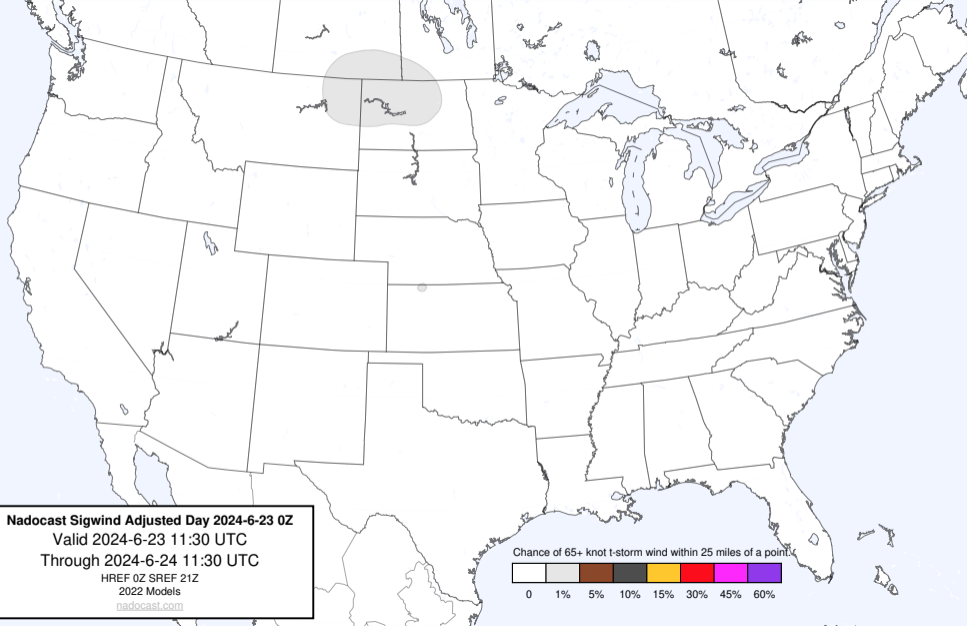 Nadocast Sigwind Adjusted Day 2024-6-23 0Z
Valid 2024-6-23 11:30 UTC
Through 2024-6-24 11:30 UTC
HREF 0Z SREF 21Z
2022 Models
nadocast.com
Chance of 65+ knot t-storm wind within 25 miles of a point.
0 1% 5% 10% 15% 30% 45% 60%